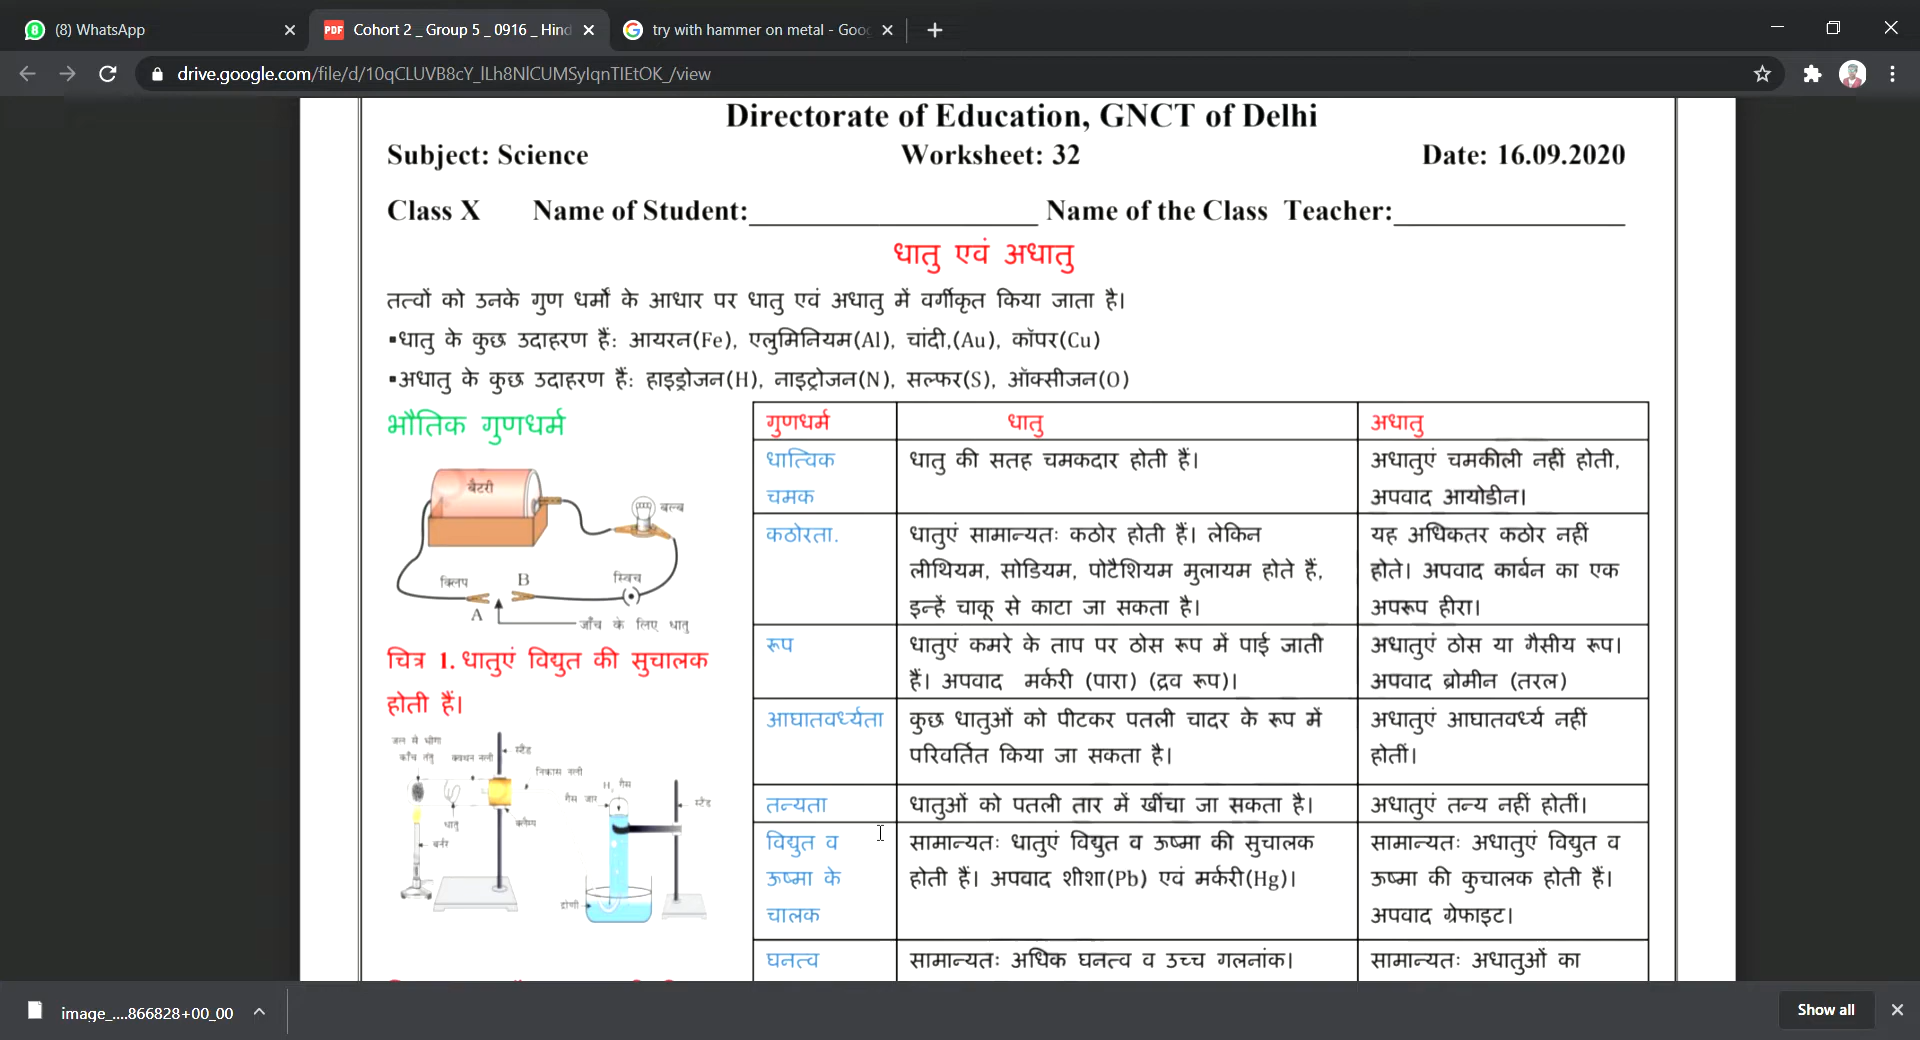 (8) WhatsApp
Cohort 2 _ Group 5 _ 0916 _ Hind
try with hammer on metal - Goo
drive.google.com/file/d/10qCLUVB8cY_lLh8NlCUMSylqnTlEtOK_/view
Directorate of Education, GNCT of Delhi
Subject: Science Worksheet: 32 Date: 16.09.2020
Class X Name of Student: Name of the Class Teacher:
धातु एवं अधातु
तत्वों को उनके गुण धर्मों के आधार पर धातु एवं अधातु में वर्गीकृत किया जाता है।
▪धातु के कुछ उदाहरण हैं: आयरन(Fe), एलुमिनियम(Al), चांदी,(Au), कॉपर(Cu)
▪अधातु के कुछ उदाहरण हैं: हाइड्रोजन(H), नाइट्रोजन(N), सल्फर(S), ऑक्सीजन(O)
भौतिक गुणधर्म
बैटरी
बल्ब
क्लिप
B
स्विच
A
जाँच के लिए धातु
चित्र 1. धातुएं विद्युत की सुचालक
होती हैं।
जल में भीगा
काँच तंतु
क्वथन नली
स्टैंड
निकास नली
गैस जार
H₂ गैस
स्टैंड
धातु
क्लैम्प
बर्नर
द्रोणी
गुणधर्म धातु अधातु
धात्विक धातु की सतह चमकदार होती हैं। अधातुएं चमकीली नहीं होती,
चमक अपवाद आयोडीन।
कठोरता. धातुएं सामान्यतः कठोर होती हैं। लेकिन यह अधिकतर कठोर नहीं
लीथियम, सोडियम, पोटैशियम मुलायम होते हैं, होते। अपवाद कार्बन का एक
इन्हें चाकू से काटा जा सकता है। अपरूप हीरा।
रूप धातुएं कमरे के ताप पर ठोस रूप में पाई जाती अधातुएं ठोस या गैसीय रूप।
हैं। अपवाद मर्करी (पारा) (द्रव रूप)। अपवाद ब्रोमीन (तरल)
आघातवर्ध्यता कुछ धातुओं को पीटकर पतली चादर के रूप में अधातुएं आघातवर्ध्य नहीं
परिवर्तित किया जा सकता है। होतीं।
तन्यता धातुओं को पतली तार में खींचा जा सकता है। अधातुएं तन्य नहीं होतीं।
विद्युत व सामान्यतः धातुएं विद्युत व ऊष्मा की सुचालक सामान्यतः अधातुएं विद्युत व
ऊष्मा के होती हैं। अपवाद शीशा(Pb) एवं मर्करी(Hg)। ऊष्मा की कुचालक होती हैं।
चालक अपवाद ग्रेफाइट।
घनत्व सामान्यतः अधिक घनत्व व उच्च गलनांक। सामान्यतः अधातुओं का
image_....866828+00_00
Show all